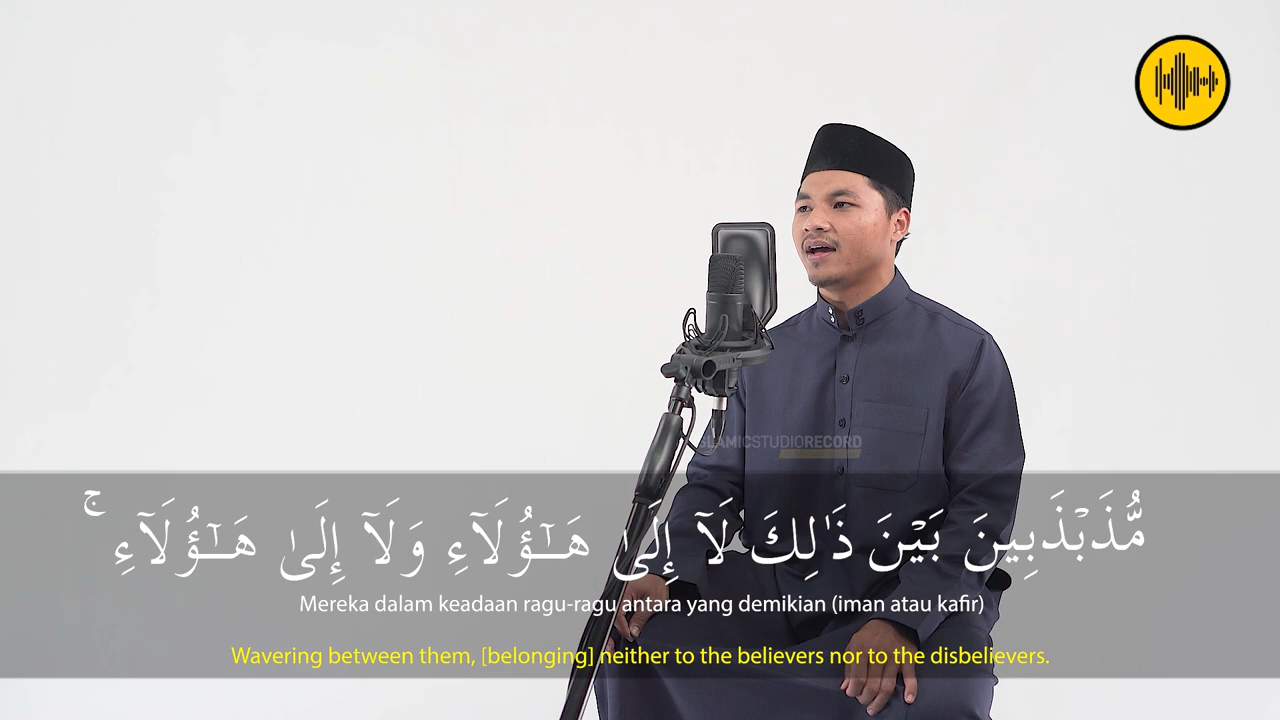 ISLAMICSTUDIORECORD
مُّذَبْذَبِينَ بَيْنَ ذَٰلِكَ لَآ إِلَىٰ هَـٰٓؤُلَآءِ وَلَآ إِلَىٰ هَـٰٓؤُلَآءِ ۚ
Mereka dalam keadaan ragu-ragu antara yang demikian (iman atau kafir)
Wavering between them, [belonging] neither to the believers nor to the disbelievers.